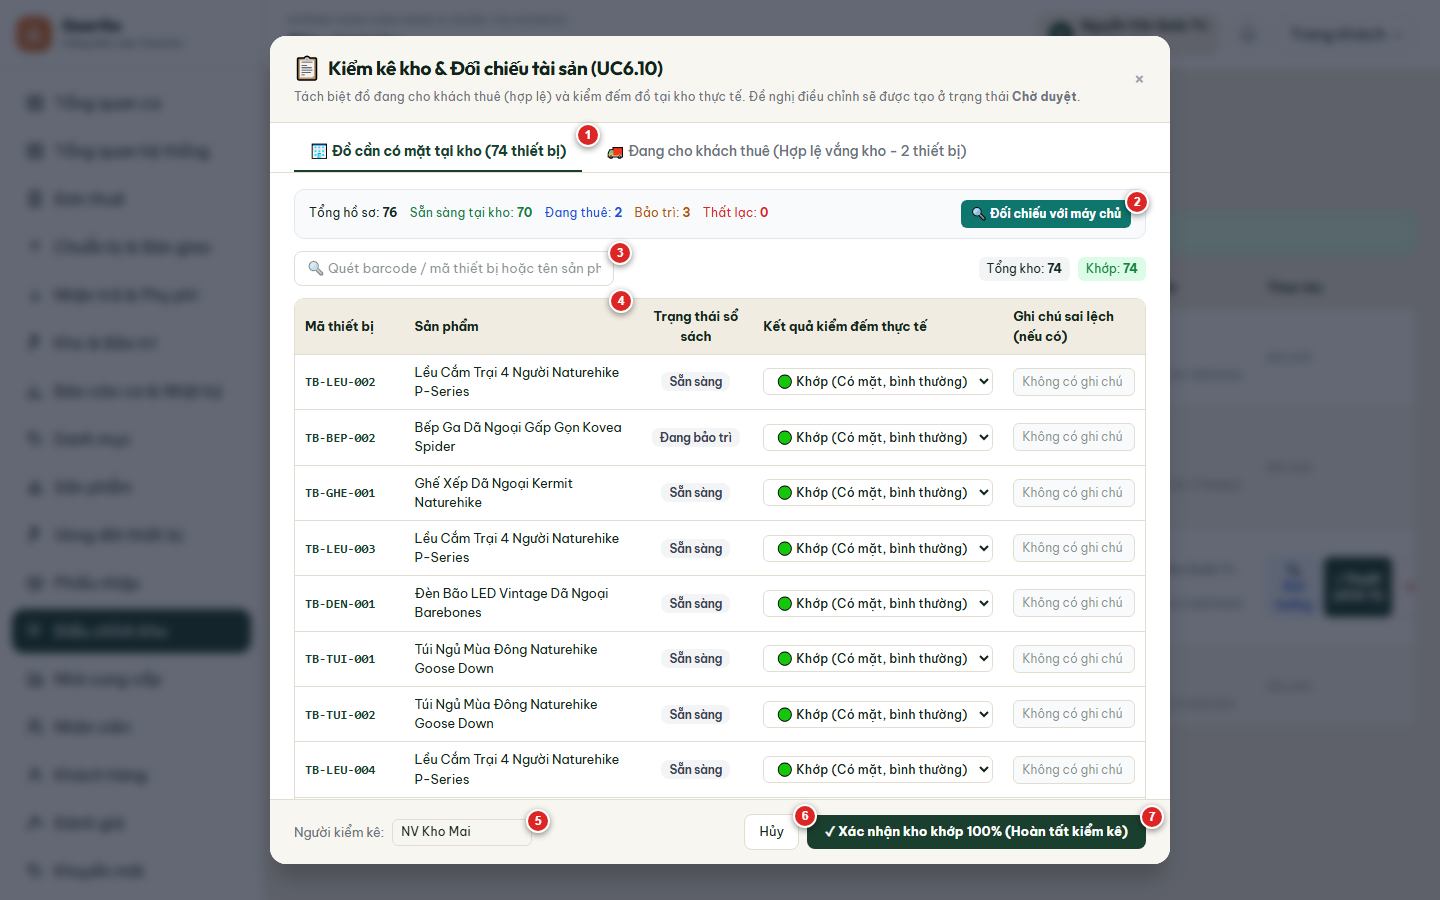 Kiểm kê kho & Đối chiếu tài sản (UC6.10)
Tách biệt đồ đang cho khách thuê (hợp lệ) và kiểm đếm đồ tại kho thực tế. Đề nghị điều chỉnh sẽ được tạo ở trạng thái Chờ duyệt.
×
Đồ cần có mặt tại kho (74 thiết bị)
1
Đang cho khách thuê (Hợp lệ vắng kho - 2 thiết bị)
Tổng hồ sơ: 76 Sẵn sàng tại kho: 70 Đang thuê: 2 Bảo trì: 3 Thất lạc: 0
Đối chiếu với máy chủ
2
Quét barcode / mã thiết bị hoặc tên sản ph
3
Tổng kho: 74
Khớp: 74
4
Mã thiết bị
Sản phẩm
Trạng thái sổ
sách
Kết quả kiểm đếm thực tế
Ghi chú sai lệch
(nếu có)
TB-LEU-002
Lều Cắm Trại 4 Người Naturehike
P-Series
Sẵn sàng
Khớp (Có mặt, bình thường)
Không có ghi chú
TB-BEP-002
Bếp Ga Dã Ngoại Gấp Gọn Kovea
Spider
Đang bảo trì
Khớp (Có mặt, bình thường)
Không có ghi chú
TB-GHE-001
Ghế Xếp Dã Ngoại Kermit
Naturehike
Sẵn sàng
Khớp (Có mặt, bình thường)
Không có ghi chú
TB-LEU-003
Lều Cắm Trại 4 Người Naturehike
P-Series
Sẵn sàng
Khớp (Có mặt, bình thường)
Không có ghi chú
TB-DEN-001
Đèn Bão LED Vintage Dã Ngoại
Barebones
Sẵn sàng
Khớp (Có mặt, bình thường)
Không có ghi chú
TB-TUI-001
Túi Ngủ Mùa Đông Naturehike
Goose Down
Sẵn sàng
Khớp (Có mặt, bình thường)
Không có ghi chú
TB-TUI-002
Túi Ngủ Mùa Đông Naturehike
Goose Down
Sẵn sàng
Khớp (Có mặt, bình thường)
Không có ghi chú
TB-LEU-004
Lều Cắm Trại 4 Người Naturehike
P-Series
Sẵn sàng
Khớp (Có mặt, bình thường)
Không có ghi chú
Người kiểm kê:
NV Kho Mai
5
Hủy
6
✓ Xác nhận kho khớp 100% (Hoàn tất kiểm kê)
7